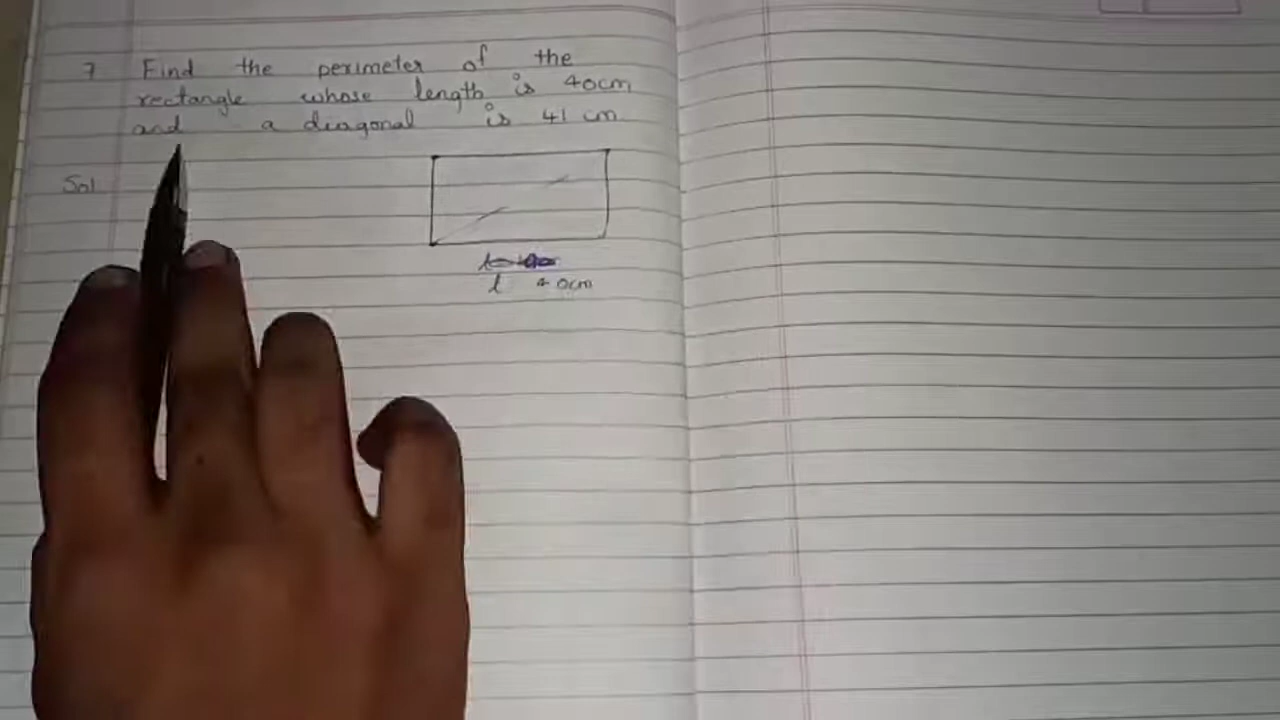 7 Find the perimeter of the
rectangle whose length is 40cm
and a diagonal is 41 cm
Sol
l 40cm